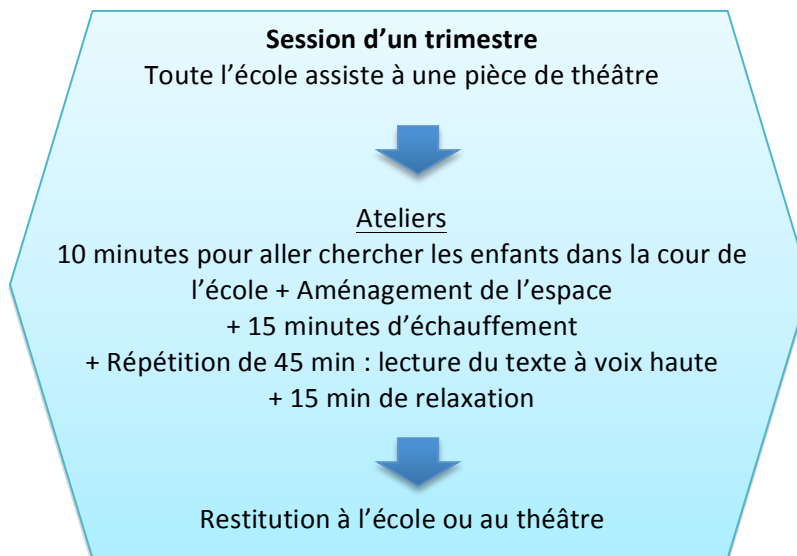 Session d’un trimestre
Toute l’école assiste à une pièce de théâtre
Ateliers
10 minutes pour aller chercher les enfants dans la cour de
l’école + Aménagement de l’espace
+ 15 minutes d’échauffement
+ Répétition de 45 min : lecture du texte à voix haute
+ 15 min de relaxation
Restitution à l’école ou au théâtre